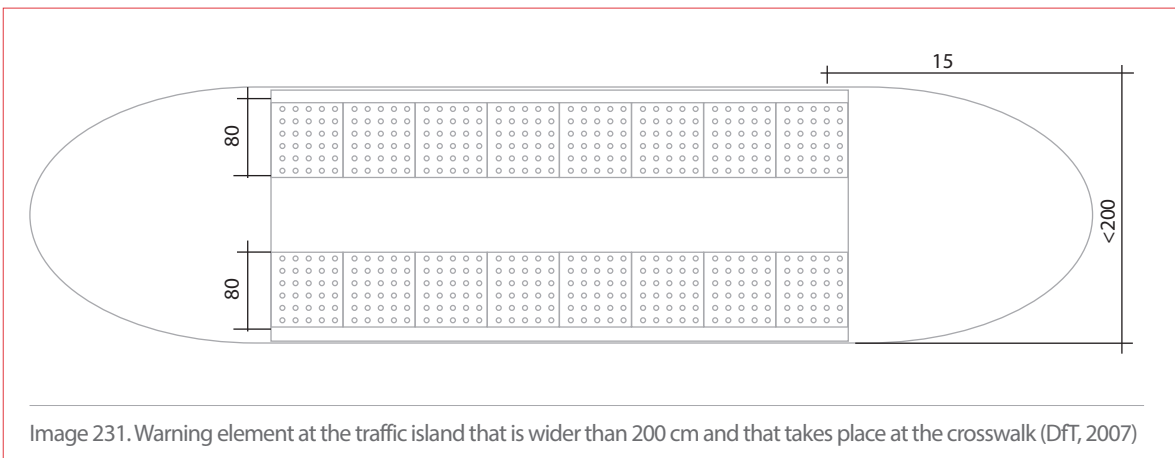 15
80
<200
80
Image 231. Warning element at the traffic island that is wider than 200 cm and that takes place at the crosswalk (DfT, 2007)